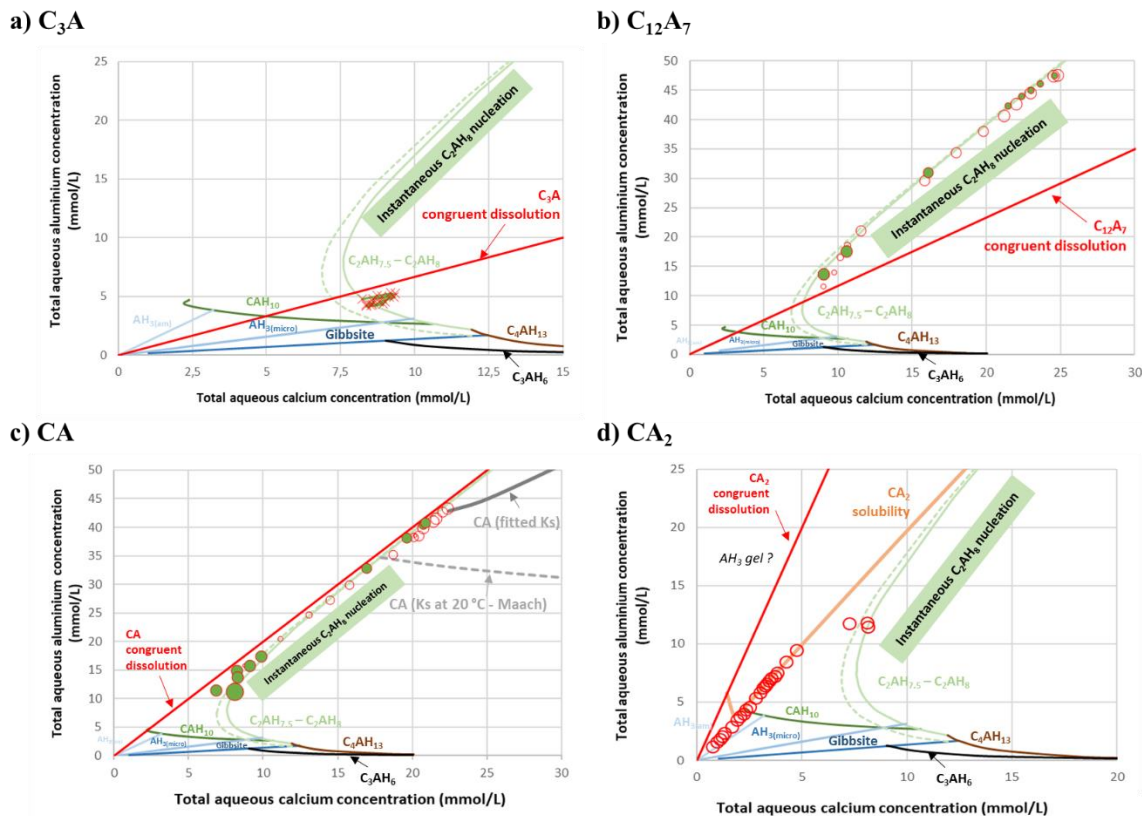 a) C₃A
25
20
15
10
5
0
0
2,5
5
7,5
10
12,5
15
Total aqueous aluminium concentration
(mmol/L)
Total aqueous calcium concentration (mmol/L)
Instantaneous C₂AH₈ nucleation
C₃A
congruent dissolution
C₂AH₇.₅ – C₂AH₈
CAH₁₀
AH₃(am)
AH₃(micro)
Gibbsite
C₄AH₁₃
C₃AH₆
b) C₁₂A₇
50
45
40
35
30
25
20
15
10
5
0
0
5
10
15
20
25
30
Total aqueous aluminium concentration
(mmol/L)
Total aqueous calcium concentration (mmol/L)
Instantaneous C₂AH₈ nucleation
C₁₂A₇
congruent dissolution
C₂AH₇.₅ – C₂AH₈
CAH₁₀
AH₃(micro)
Gibbsite
C₄AH₁₃
C₃AH₆
c) CA
50
45
40
35
30
25
20
15
10
5
0
0
5
10
15
20
25
30
Total aqueous aluminium concentration
(mmol/L)
Total aqueous calcium concentration (mmol/L)
CA (fitted Ks)
CA (Ks at 20 °C - Maach)
Instantaneous C₂AH₈ nucleation
CA
congruent
dissolution
C₂AH₇.₅ – C₂AH₈
CAH₁₀
AH₃(micro)
Gibbsite
C₄AH₁₃
C₃AH₆
d) CA₂
25
20
15
10
5
0
0
5
10
15
20
Total aqueous aluminium concentration
(mmol/L)
Total aqueous calcium concentration (mmol/L)
CA₂
congruent
dissolution
CA₂
solubility
AH₃ gel ?
Instantaneous C₂AH₈ nucleation
C₂AH₇.₅ – C₂AH₈
CAH₁₀
AH₃(micro)
Gibbsite
C₄AH₁₃
C₃AH₆